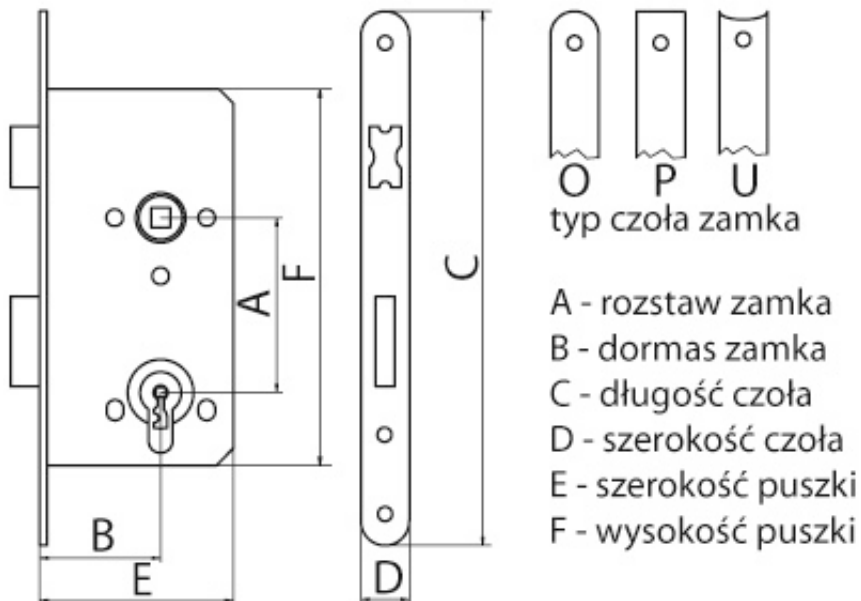 A
F
B
E
C
D
O P U
typ czoła zamka
A - rozstaw zamka
B - dormas zamka
C - długość czoła
D - szerokość czoła
E - szerokość puszki
F - wysokość puszki